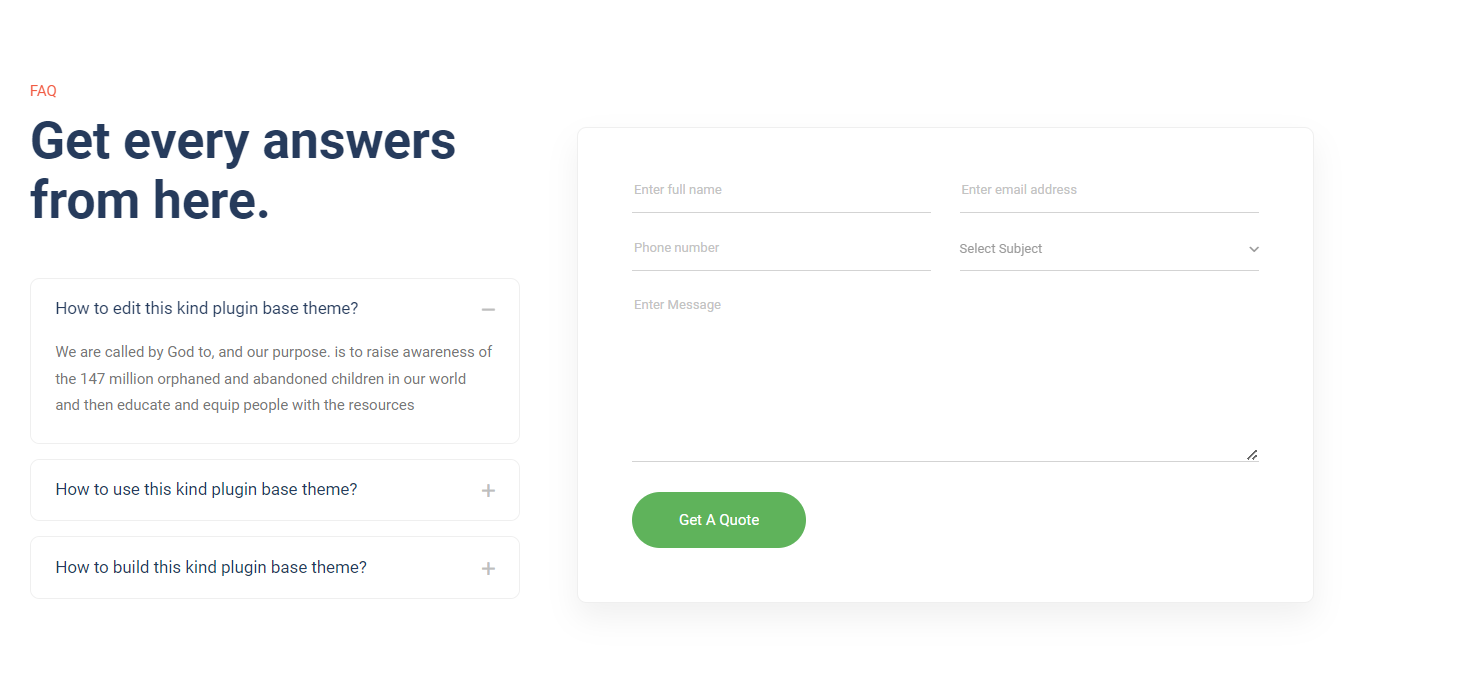 FAQ
Get every answers
from here.
How to edit this kind plugin base theme?
We are called by God to, and our purpose. is to raise awareness of
the 147 million orphaned and abandoned children in our world
and then educate and equip people with the resources
How to use this kind plugin base theme?
How to build this kind plugin base theme?
Enter full name
Enter email address
Phone number
Select Subject
Enter Message
Get A Quote